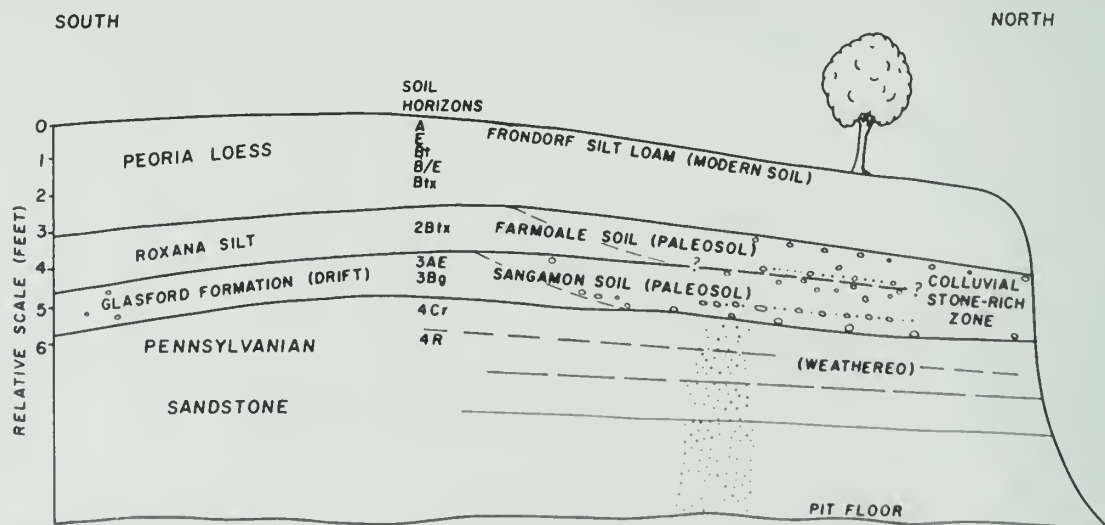 SOUTH
NORTH
SOIL
HORIZONS
0
1
2
3
4
5
6
RELATIVE SCALE (FEET)
A
E
Bt
B/E
Btx
FRONDORF SILT LOAM (MODERN SOIL)
PEORIA LOESS
ROXANA SILT
2Btx
FARMDALE SOIL (PALEOSOL)
?
GLASFORD FORMATION (DRIFT)
3AE
3Bg
SANGAMON SOIL (PALEOSOL)
?
COLLUVIAL
STONE-RICH
ZONE
4Cr
4R
PENNSYLVANIAN
SANDSTONE
(WEATHERED)
PIT FLOOR